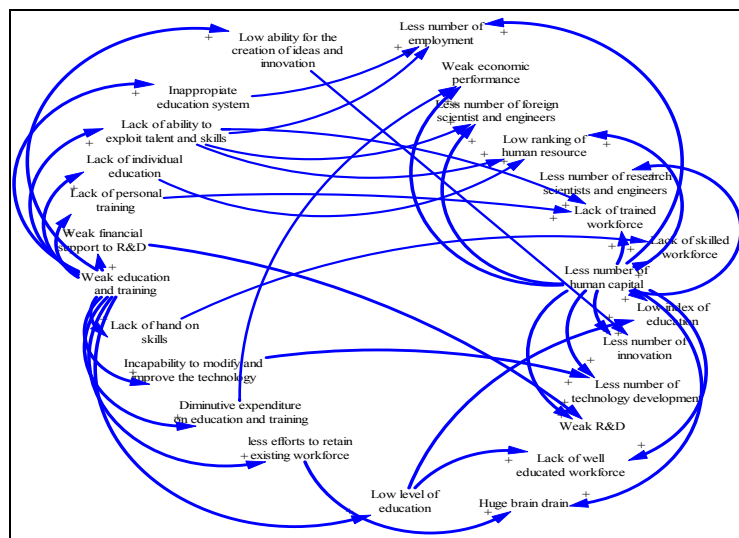 Low ability for the
creation of ideas and
innovation
Less number of
employment
Weak economic
performance
Inappropiate
education system
Less number of foreign
scientist and engineers
Lack of ability to
exploit talent and skills
Low ranking of
human resource
Lack of individual
education
Less number of research
scientists and engineers
Lack of personal
training
Lack of trained
workforce
Weak financial
support to R&D
Lack of skilled
workforce
Weak education
and training
Less number of
human capital
Low index of
education
Lack of hand on
skills
Less number of
innovation
Incapability to modify and
improve the technology
Less number of
technology development
Diminutive expenditure
on education and training
Weak R&D
less efforts to retain
existing workforce
Lack of well
educated workforce
Low level of
education
Huge brain drain